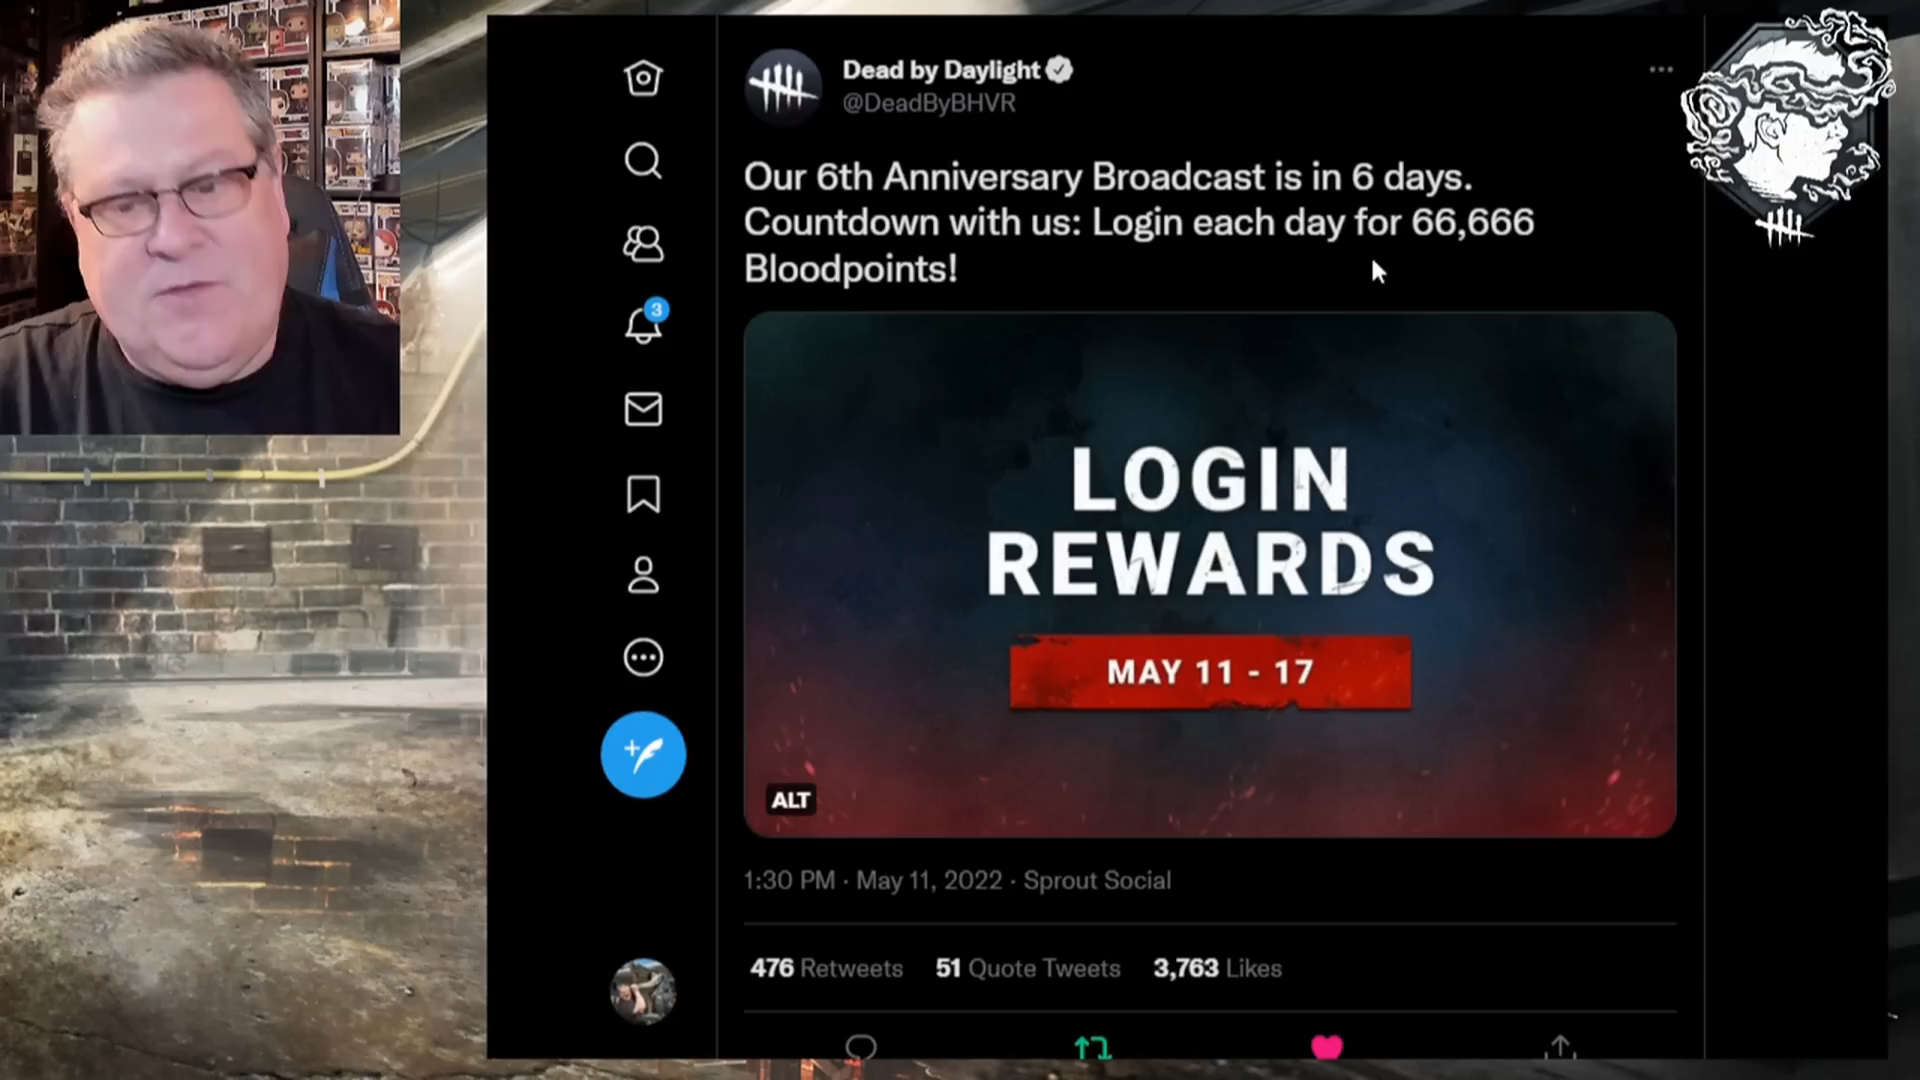 Dead by Daylight
@DeadByBHVR
Our 6th Anniversary Broadcast is in 6 days.
Countdown with us: Login each day for 66,666
Bloodpoints!
3
LOGIN
REWARDS
MAY 11 - 17
ALT
1:30 PM · May 11, 2022 · Sprout Social
476 Retweets 51 Quote Tweets 3,763 Likes